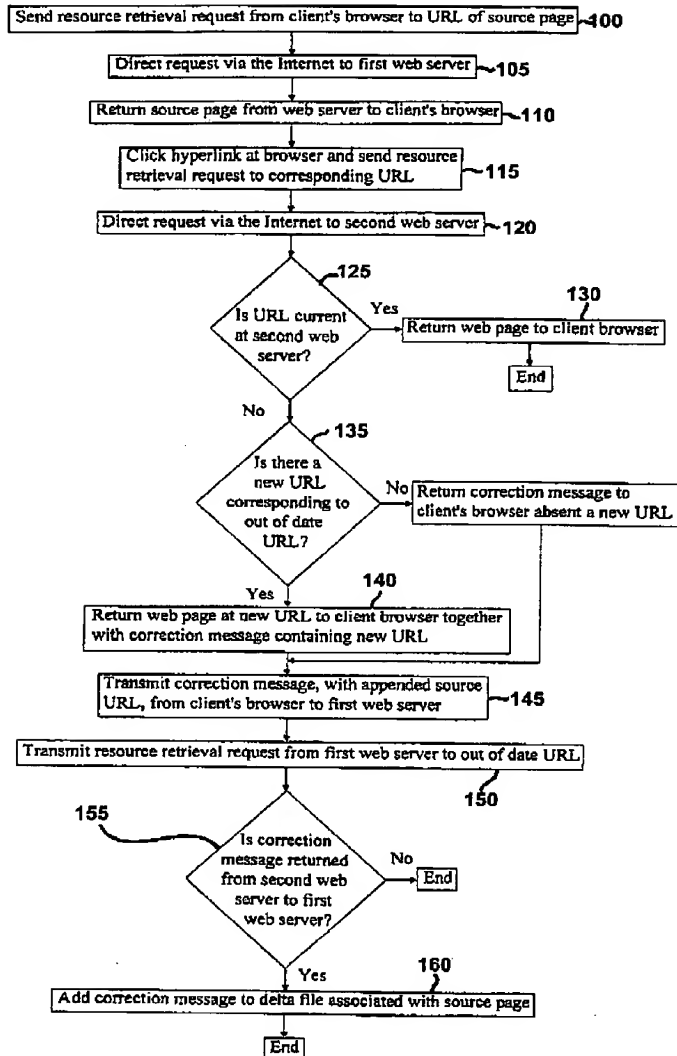 Send resource retrieval request from client's browser to URL of source page
100
Direct request via the Internet to first web server
105
Return source page from web server to client's browser
110
Click hyperlink at browser and send resource
retrieval request to corresponding URL
115
Direct request via the Internet to second web server
120
125
Is URL current
at second web
server?
Yes
130
Return web page to client browser
End
No
135
Is there a
new URL
corresponding to
out of date
URL?
No
Return correction message to
client's browser absent a new URL
Yes
140
Return web page at new URL to client browser together
with correction message containing new URL
Transmit correction message, with appended source
URL, from client's browser to first web server
145
Transmit resource retrieval request from first web server to out of date URL
150
155
Is correction
message returned
from second web
server to first
web server?
No
End
Yes
160
Add correction message to delta file associated with source page
End